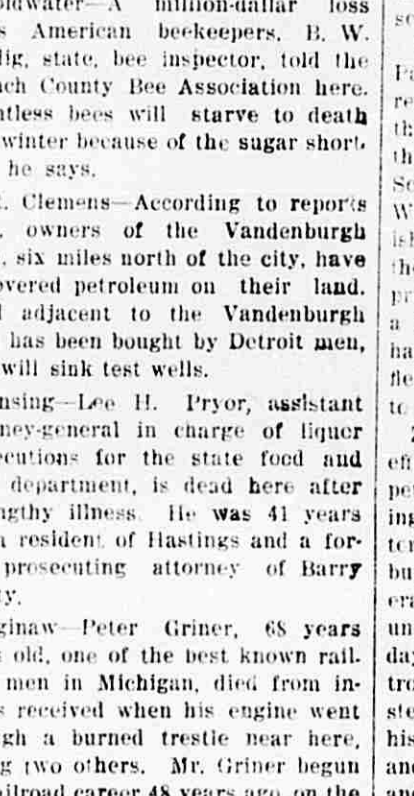 oldwater—A million-dollar loss
s American beekeepers, B. W.
lig, state, bee inspector, told the
nch County Bee Association here.
ntless bees will starve to death
winter because of the sugar short-
he says.
t. Clemens—According to reports
owners of the Vandenburgh
, six miles north of the city, have
overed petroleum on their land.
d adjacent to the Vandenburgh
has been bought by Detroit men,
will sink test wells.
nsing—Lee H. Pryor, assistant
ney-general in charge of liquor
ecutions for the state food and
department, is dead here after
ngthy illness. He was 41 years
a resident of Hastings and a for-
prosecuting attorney of Barry
ty.
ginaw—Peter Griner, 68 years
s old, one of the best known rail-
men in Michigan, died from in-
s received when his engine went
gh a burned trestle near here,
g two others. Mr. Griner begun
ailroad career 48 years ago on the